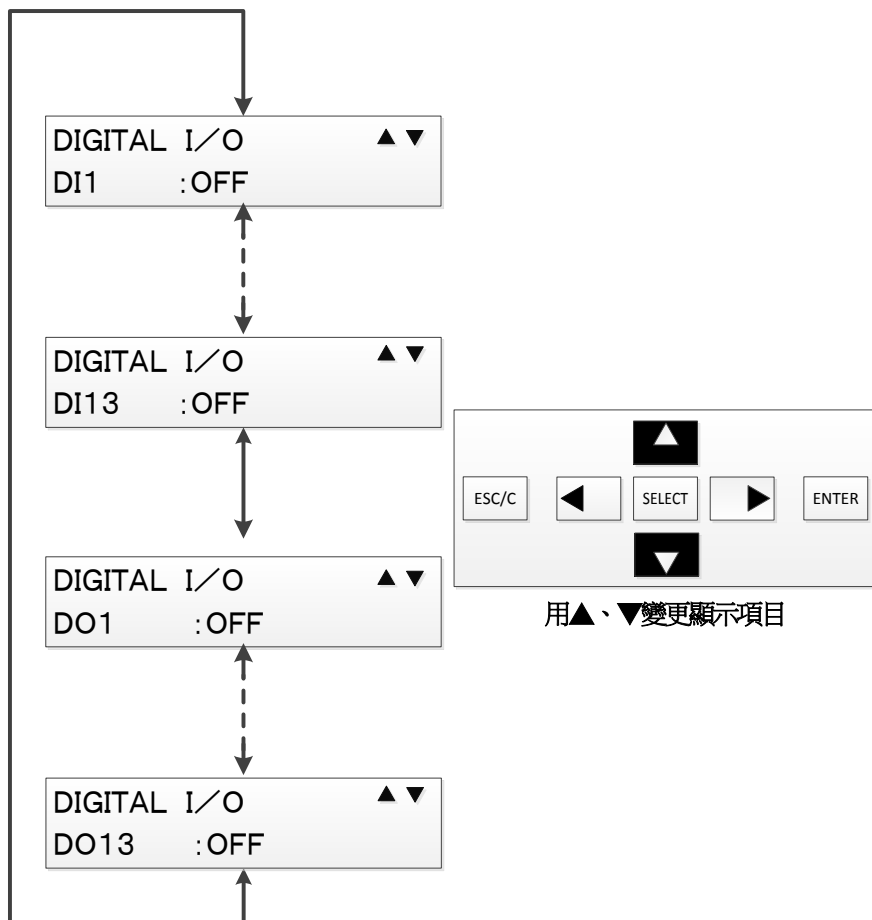 DIGITAL I/O ▲ ▼
DI1 :OFF
DIGITAL I/O ▲ ▼
DI13 :OFF
DIGITAL I/O ▲ ▼
DO1 :OFF
DIGITAL I/O ▲ ▼
DO13 :OFF
ESC/C
SELECT
ENTER
用▲、▼變更顯示項目